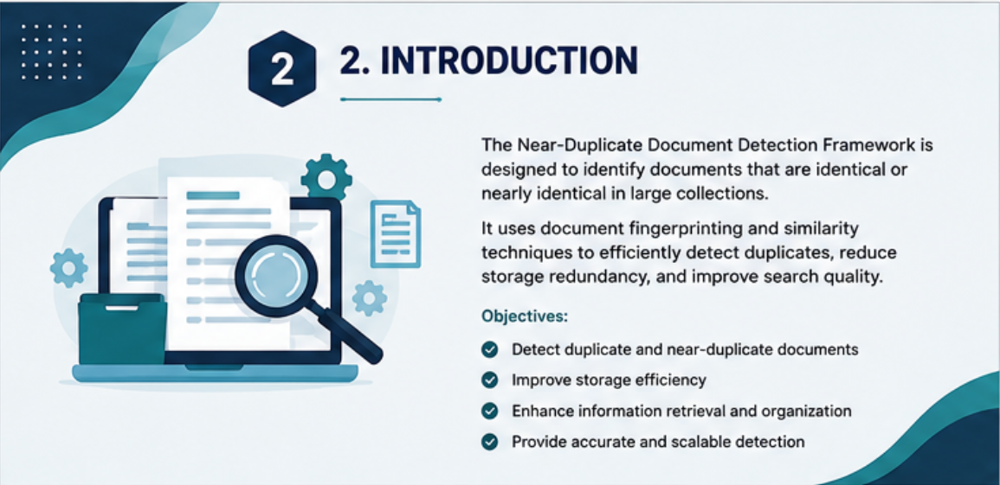 2
2. INTRODUCTION
The Near-Duplicate Document Detection Framework is
designed to identify documents that are identical or
nearly identical in large collections.
It uses document fingerprinting and similarity
techniques to efficiently detect duplicates, reduce
storage redundancy, and improve search quality.
Objectives:
Detect duplicate and near-duplicate documents
Improve storage efficiency
Enhance information retrieval and organization
Provide accurate and scalable detection